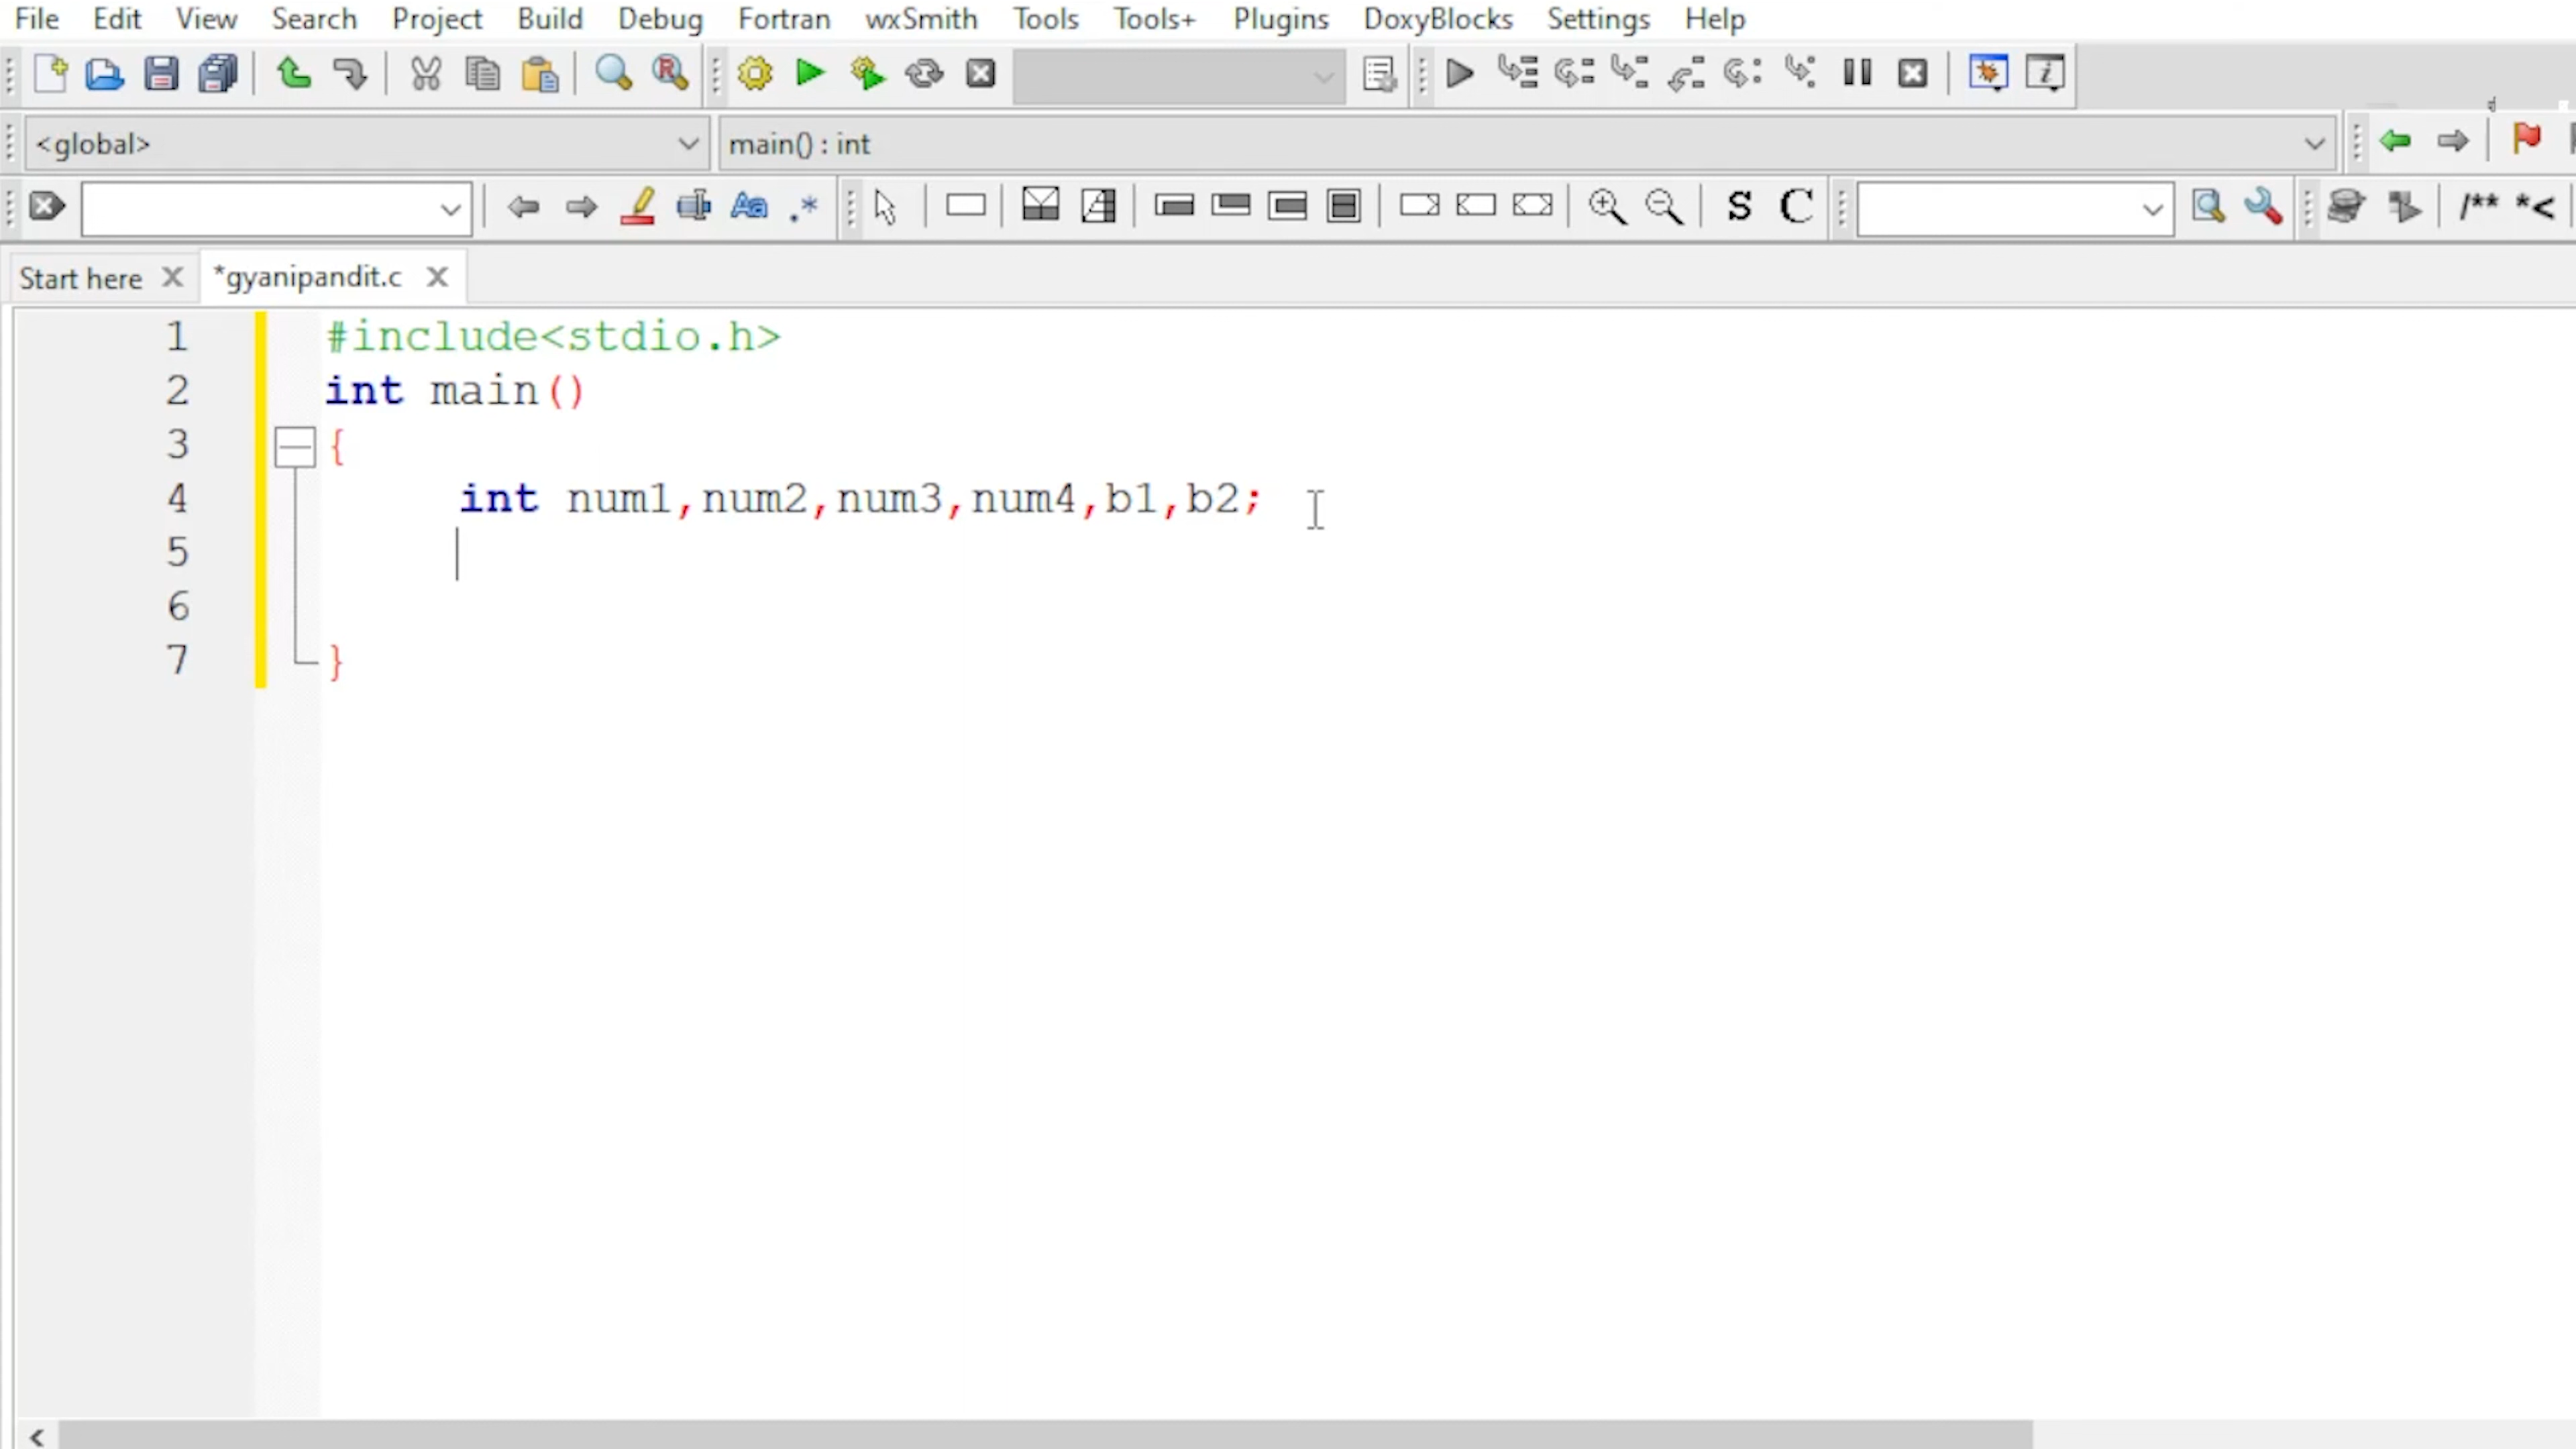 File Edit View Search Project Build Debug Fortran wxSmith Tools Tools+ Plugins DoxyBlocks Settings Help
<global> main() : int
Aa .* S C /** *<
Start here *gyanipandit.c
1 #include<stdio.h>
2 int main()
3 {
4 int num1,num2,num3,num4,b1,b2;
5
6
7 }